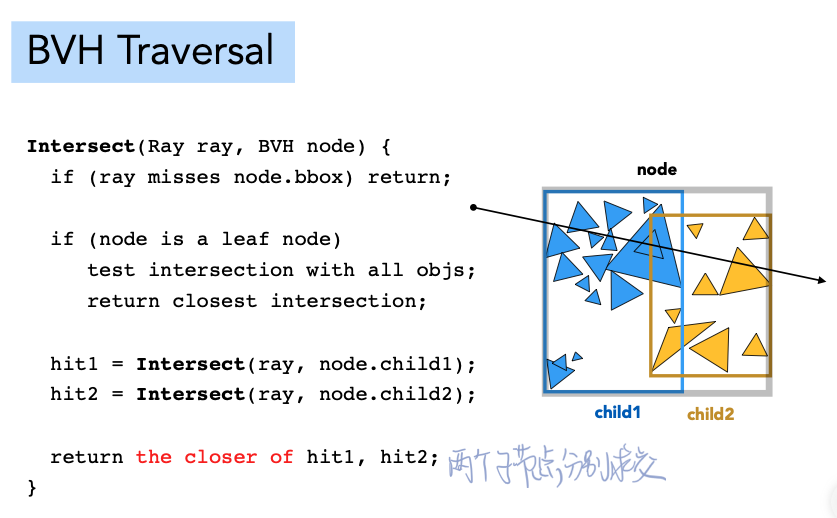 BVH Traversal
Intersect(Ray ray, BVH node) {
if (ray misses node.bbox) return;
if (node is a leaf node)
test intersection with all objs;
return closest intersection;
hit1 = Intersect(ray, node.child1);
hit2 = Intersect(ray, node.child2);
return the closer of hit1, hit2; 两个子节点,分别求交
}
node
child1
child2